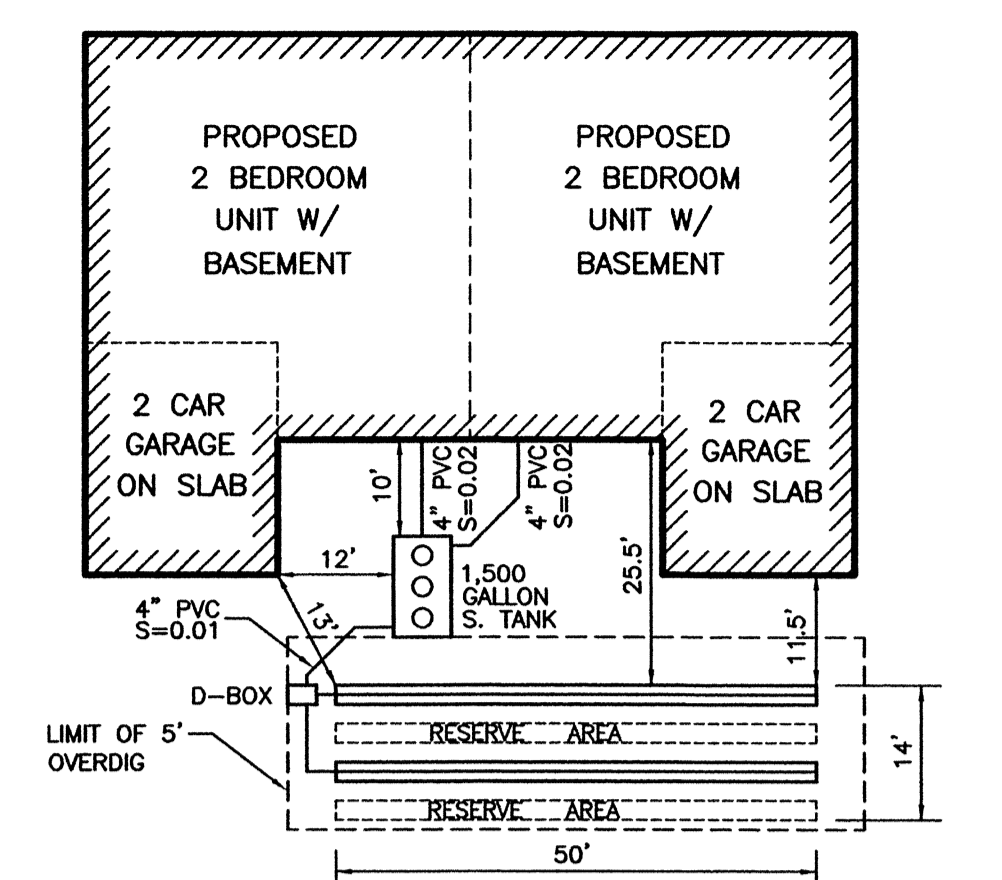 PROPOSED
2 BEDROOM
UNIT W/
BASEMENT
PROPOSED
2 BEDROOM
UNIT W/
BASEMENT
2 CAR
GARAGE
ON SLAB
2 CAR
GARAGE
ON SLAB
10'
4" PVC
S=0.02
4" PVC
S=0.02
25.5'
12'
1,500
GALLON
S. TANK
13'
4" PVC
S=0.01
11.5'
D-BOX
RESERVE AREA
LIMIT OF 5'
OVERDIG
14'
RESERVE AREA
50'